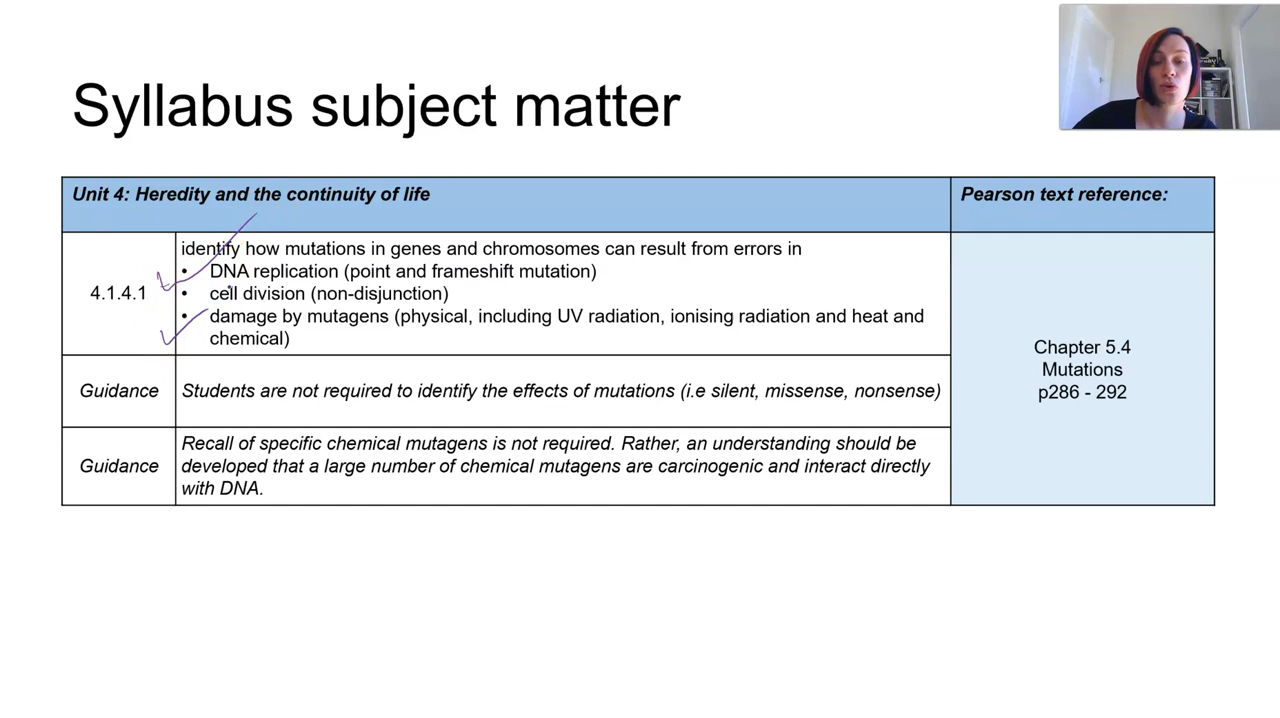 Syllabus subject matter
Unit 4: Heredity and the continuity of life
Pearson text reference:
4.1.4.1
identify how mutations in genes and chromosomes can result from errors in
• DNA replication (point and frameshift mutation)
• cell division (non-disjunction)
• damage by mutagens (physical, including UV radiation, ionising radiation and heat and
chemical)
Guidance
Students are not required to identify the effects of mutations (i.e silent, missense, nonsense)
Guidance
Recall of specific chemical mutagens is not required. Rather, an understanding should be
developed that a large number of chemical mutagens are carcinogenic and interact directly
with DNA.
Chapter 5.4
Mutations
p286 - 292